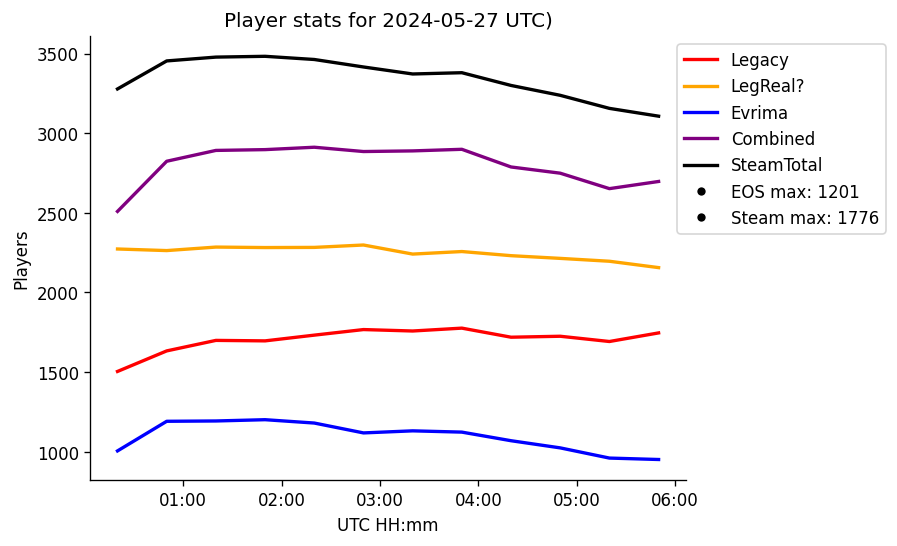 Player stats for 2024-05-27 UTC)
3500
3000
2500
2000
1500
1000
Players
01:00 02:00 03:00 04:00 05:00 06:00
UTC HH:mm
Legacy
LegReal?
Evrima
Combined
SteamTotal
EOS max: 1201
Steam max: 1776